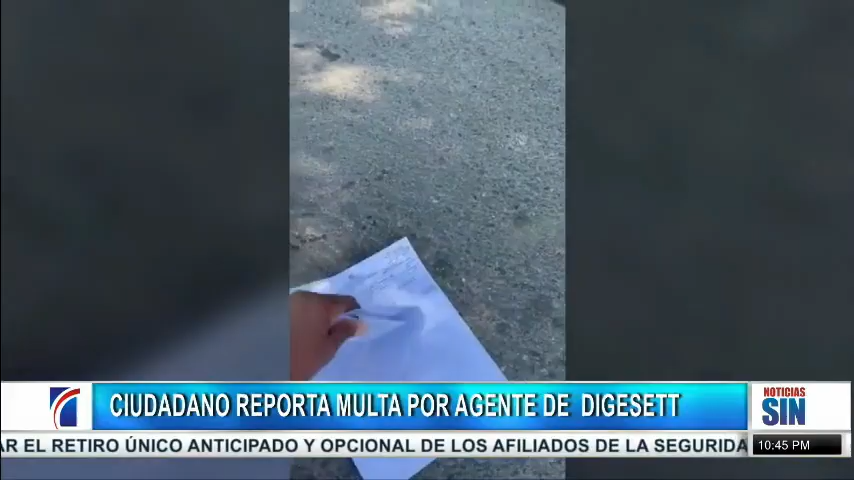 CIUDADANO REPORTA MULTA POR AGENTE DE DIGESETT
NOTICIAS
SIN
AR EL RETIRO ÚNICO ANTICIPADO Y OPCIONAL DE LOS AFILIADOS DE LA SEGURIDA
10:45 PM